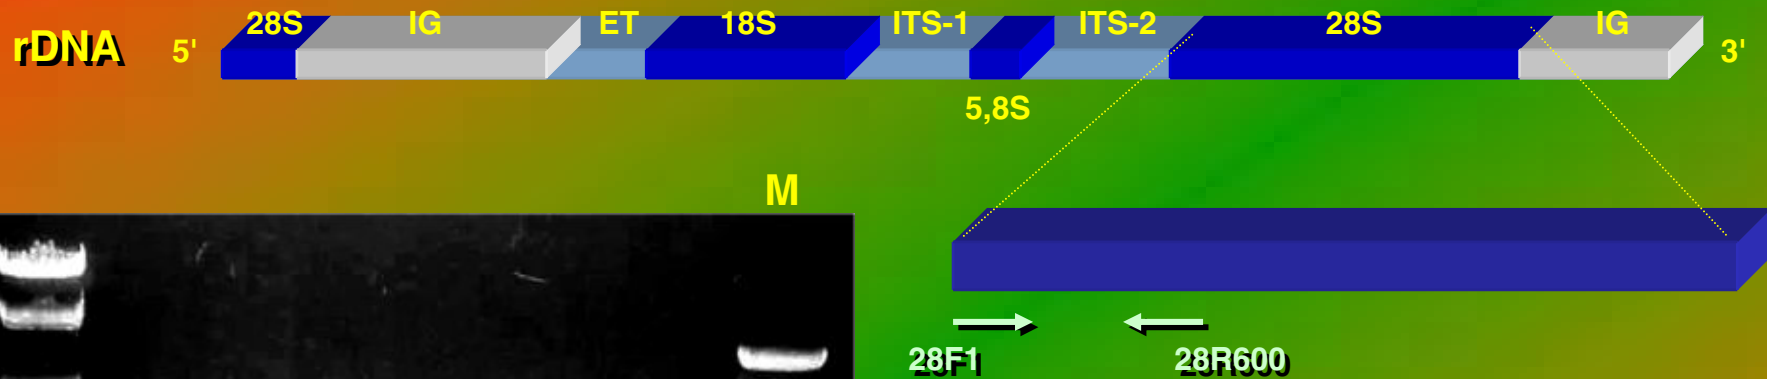 28S IG ET 18S ITS-1 ITS-2 28S IG
rDNA 5' 3'
5,8S
M
28F1 28R600